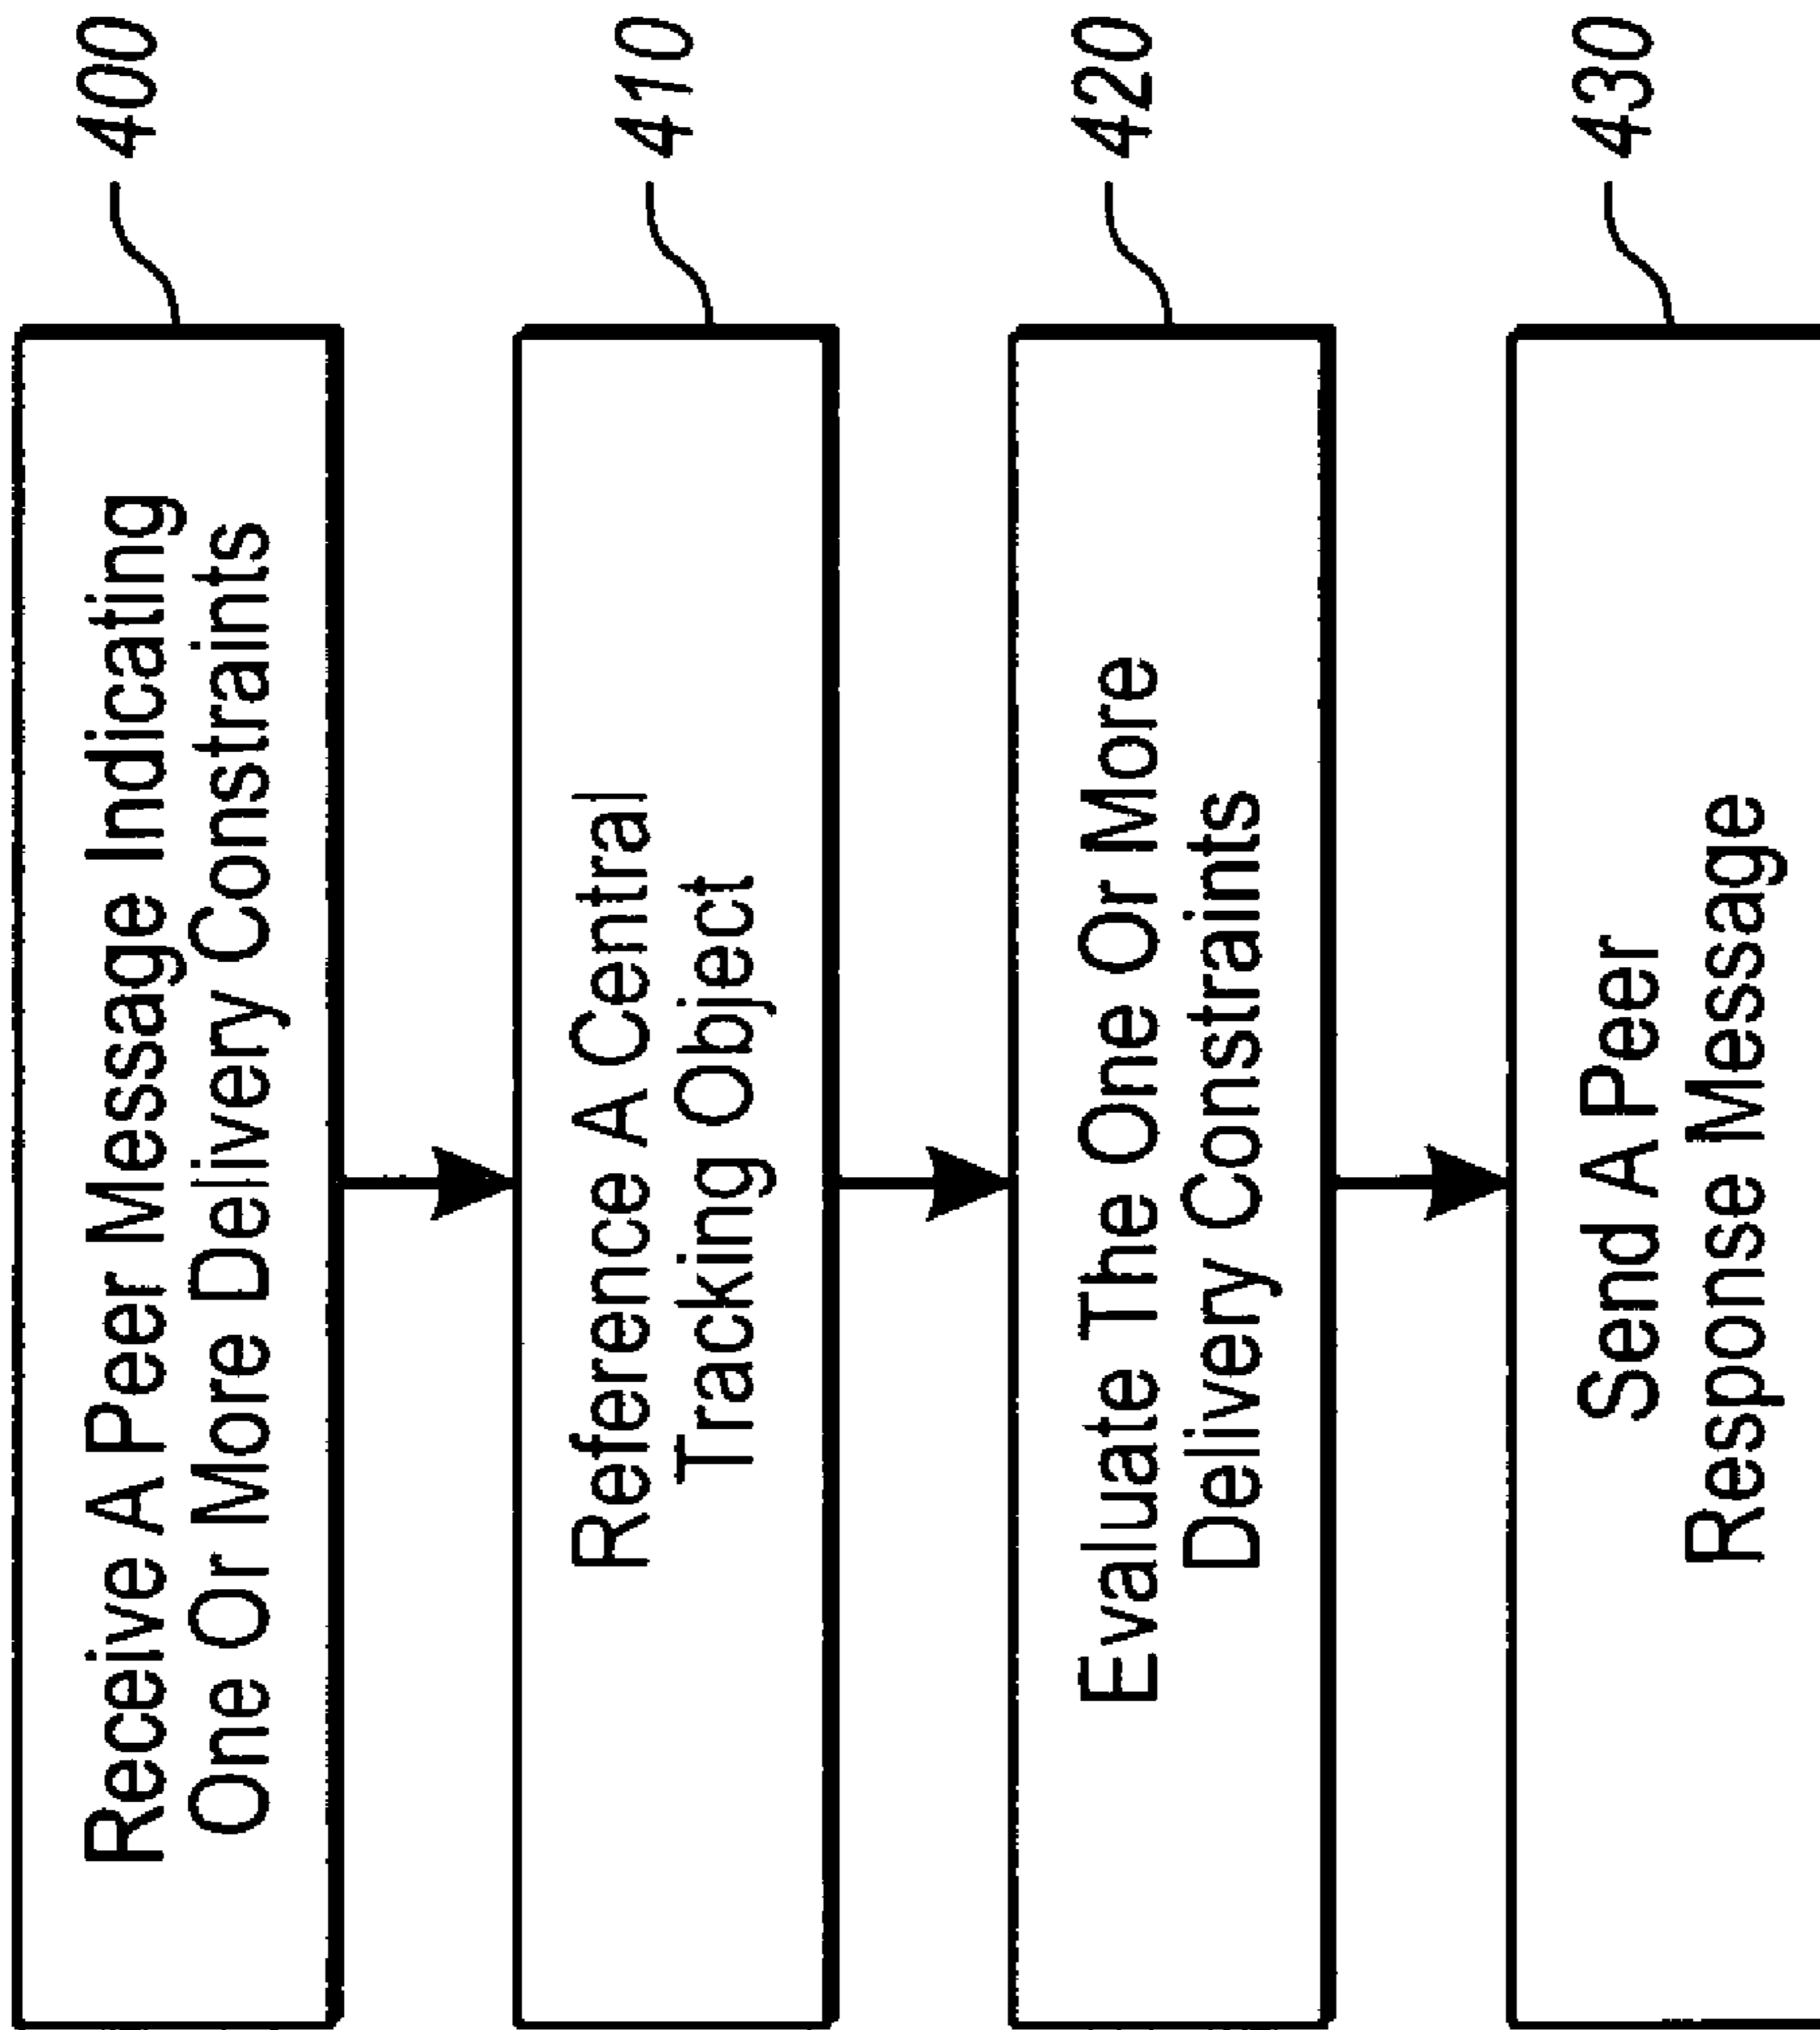 Receive A Peer Message Indicating
One Or More Delivery Constraints
400
Reference A Central
Tracking Object
410
Evaluate The One Or More
Delivery Constraints
420
Send A Peer
Response Message
430